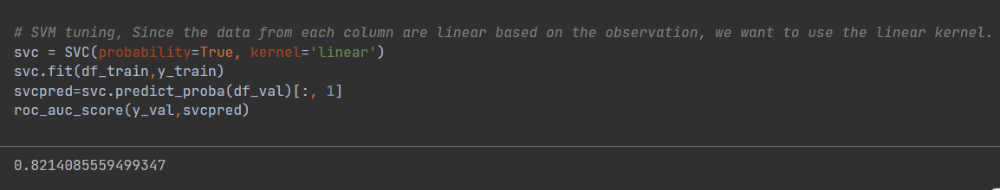 # SVM tuning, Since the data from each column are linear based on the observation, we want to use the linear kernel.
svc = SVC(probability=True, kernel='linear')
svc.fit(df_train,y_train)
svcpred=svc.predict_proba(df_val)[:, 1]
roc_auc_score(y_val,svcpred)
0.8214085559499347